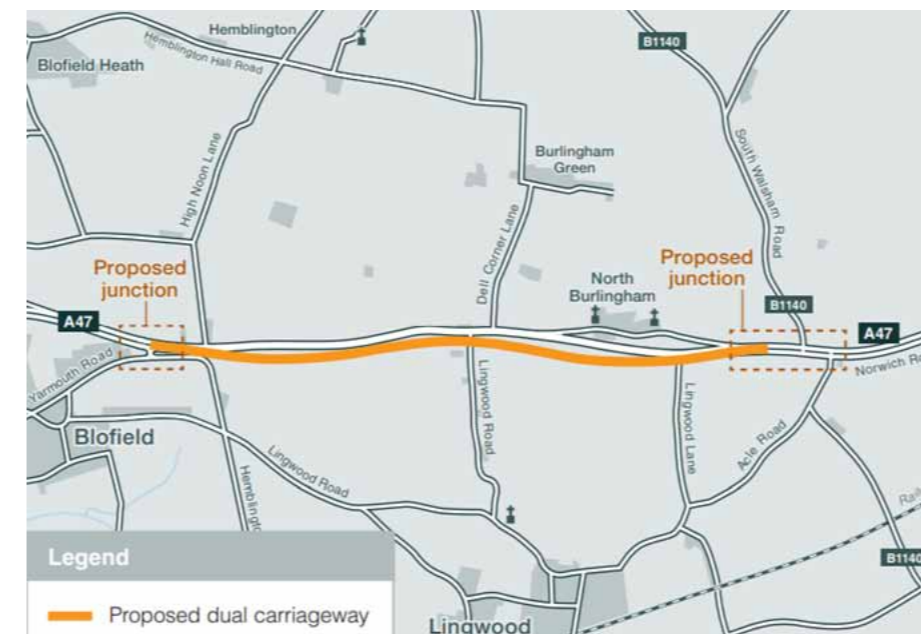 Hemblington
B1140
Hemblington Hall Road
Blofield Heath
Burlingham
Green
High Noon Lane
South Walsham Road
Dell Corner Lane
Proposed
junction
North
Burlingham
Proposed
junction
B1140
A47
A47
Yarmouth Road
Norwich
Blofield
Lingwood Road
Lingwood Road
Lingwood Lane
Acle Road
B1140
Legend
Proposed dual carriageway
Lingwood